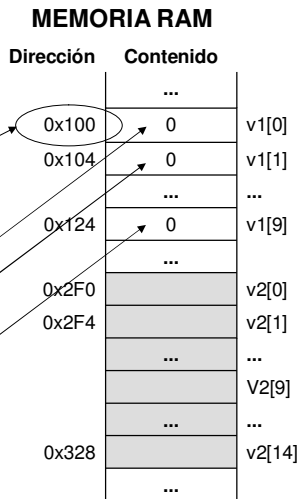 MEMORIA RAM
Dirección Contenido
...
0x100 0 v1[0]
0x104 0 v1[1]
... ...
0x124 0 v1[9]
...
0x2F0 v2[0]
0x2F4 v2[1]
... ...
V2[9]
... ...
0x328 v2[14]
...